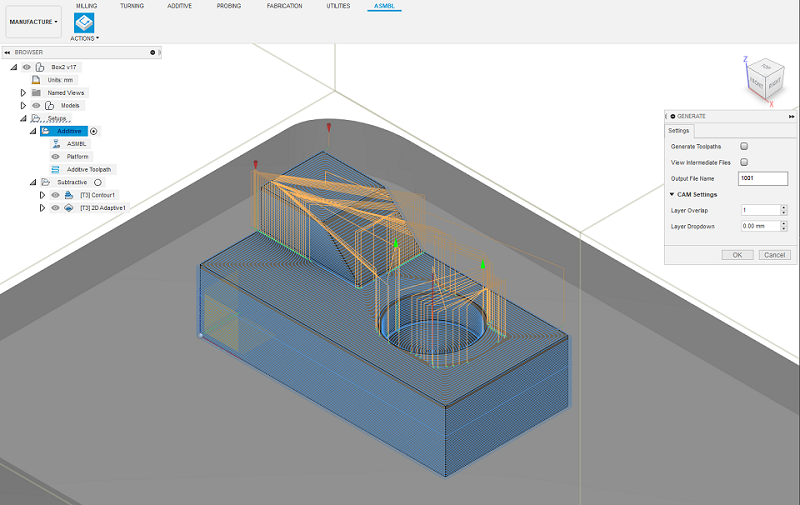 MILLING TURNING ADDITIVE PROBING FABRICATION UTILITIES ASMBL
MANUFACTURE
ACTIONS
BROWSER
Box2 v17
Units: mm
Named Views
Models
Setups
Additive
ASMBL
Platform
Additive Toolpath
Subtractive
[T3] Contour1
[T3] 2D Adaptive1
Z
TOP
FRONT
RIGHT
X
GENERATE
Settings
Generate Toolpaths
View Intermediate Files
Output File Name 1001
CAM Settings
Layer Overlap 1
Layer Dropdown 0.00 mm
OK Cancel